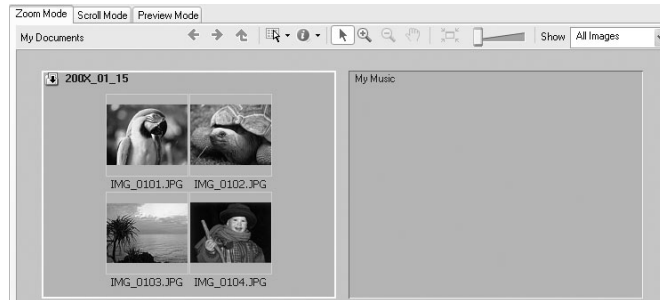 Zoom Mode Scroll Mode Preview Mode
My Documents Show All Images
200X_01_15 My Music
IMG_0101.JPG IMG_0102.JPG
IMG_0103.JPG IMG_0104.JPG